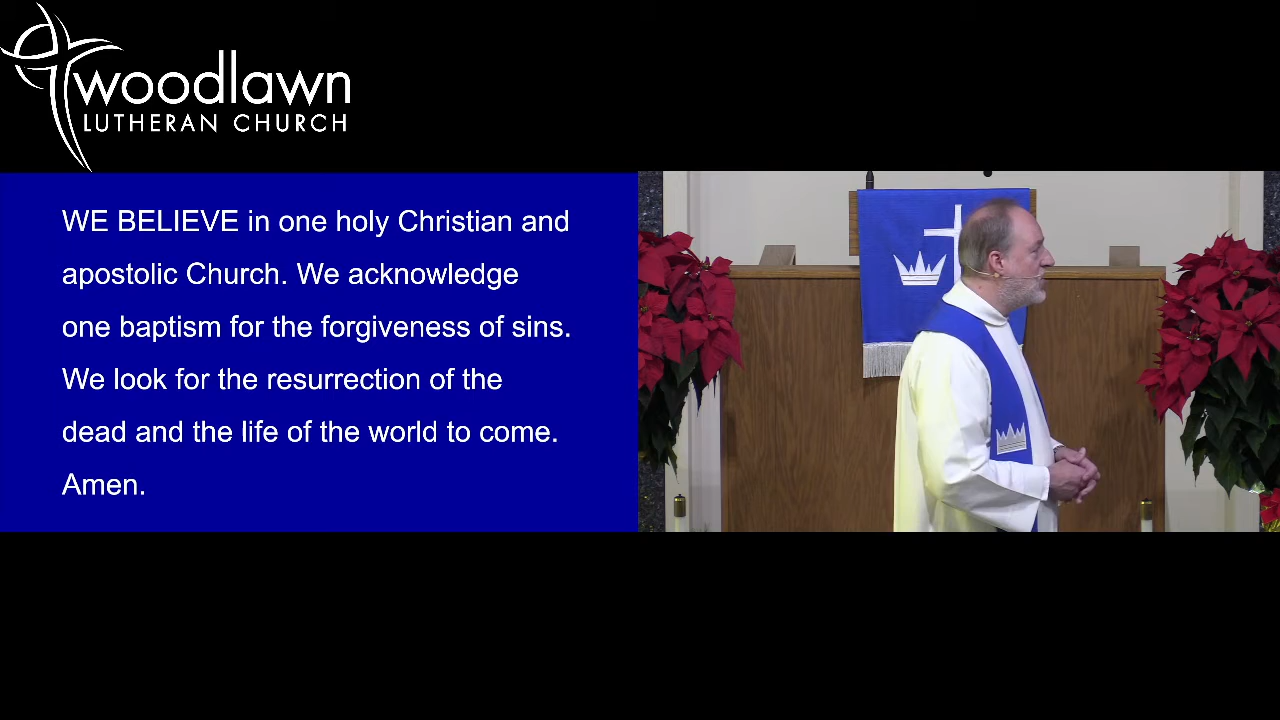 woodlawn
LUTHERAN CHURCH
WE BELIEVE in one holy Christian and
apostolic Church. We acknowledge
one baptism for the forgiveness of sins.
We look for the resurrection of the
dead and the life of the world to come.
Amen.